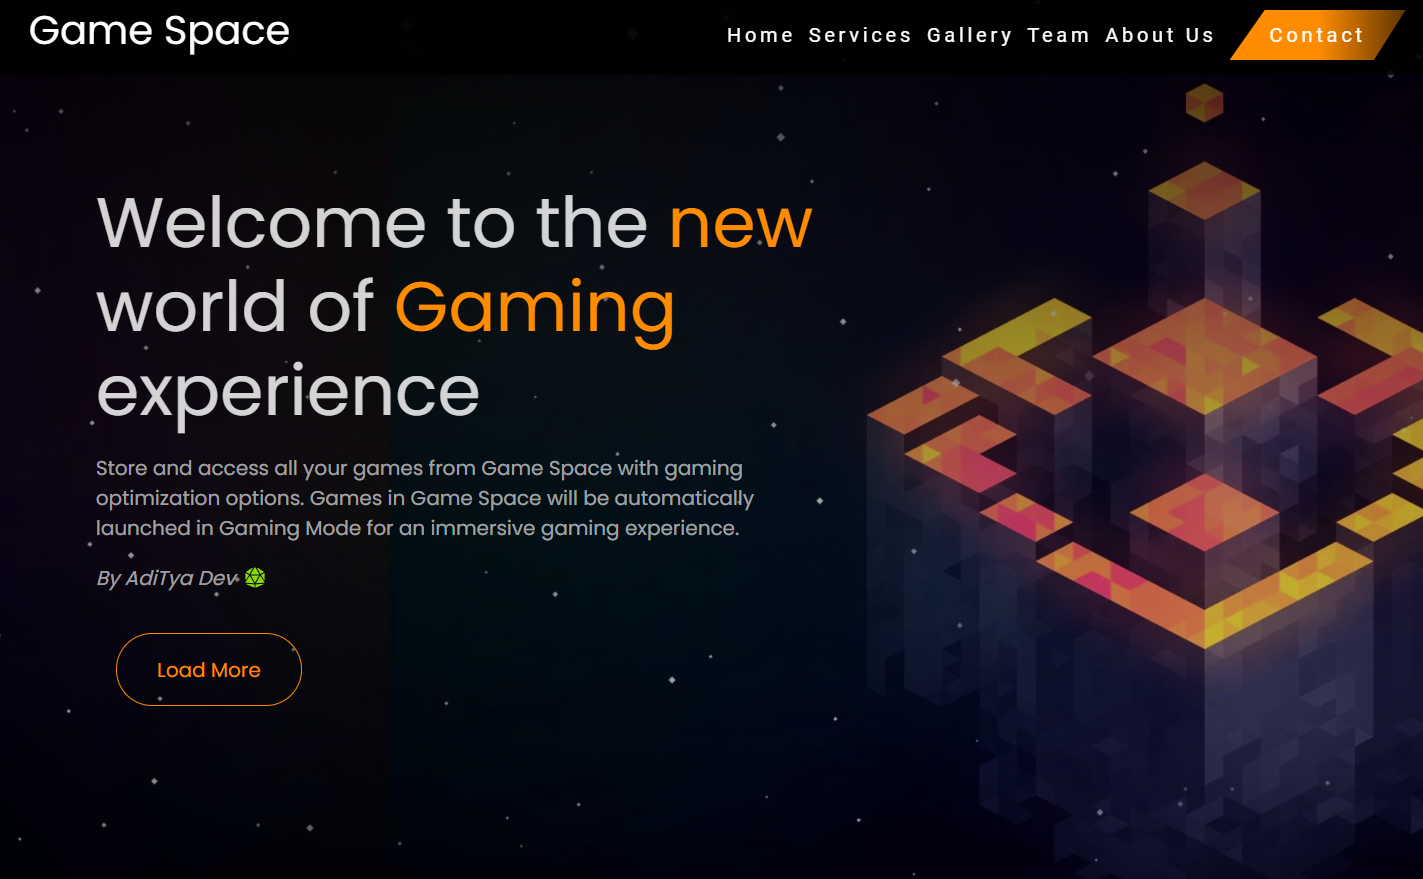 Game Space
Home Services Gallery Team About Us Contact
Welcome to the new
world of Gaming
experience
Store and access all your games from Game Space with gaming
optimization options. Games in Game Space will be automatically
launched in Gaming Mode for an immersive gaming experience.
By AdiTya Dev
Load More